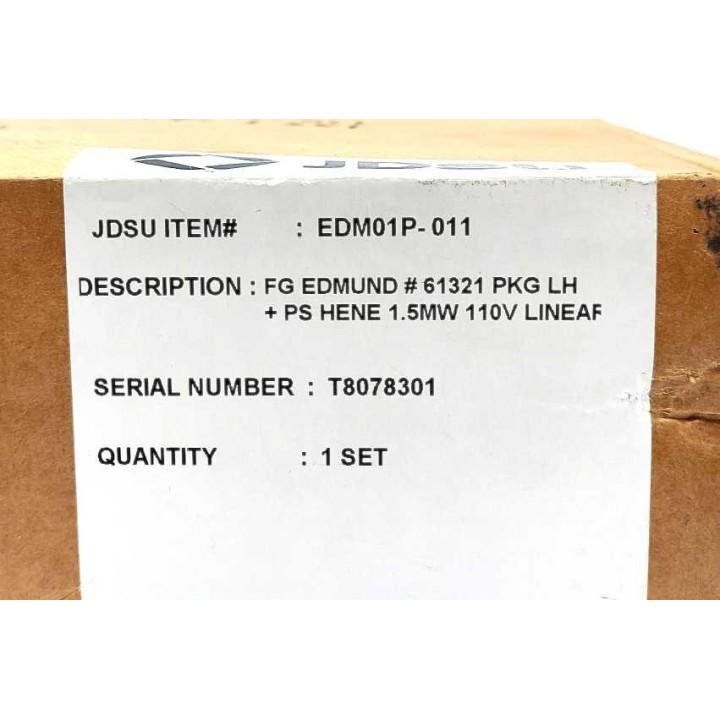 JDSU
JDSU ITEM# : EDM01P-011
DESCRIPTION : FG EDMUND # 61321 PKG LH
+ PS HENE 1.5MW 110V LINEAR
SERIAL NUMBER : T8078301
QUANTITY : 1 SET